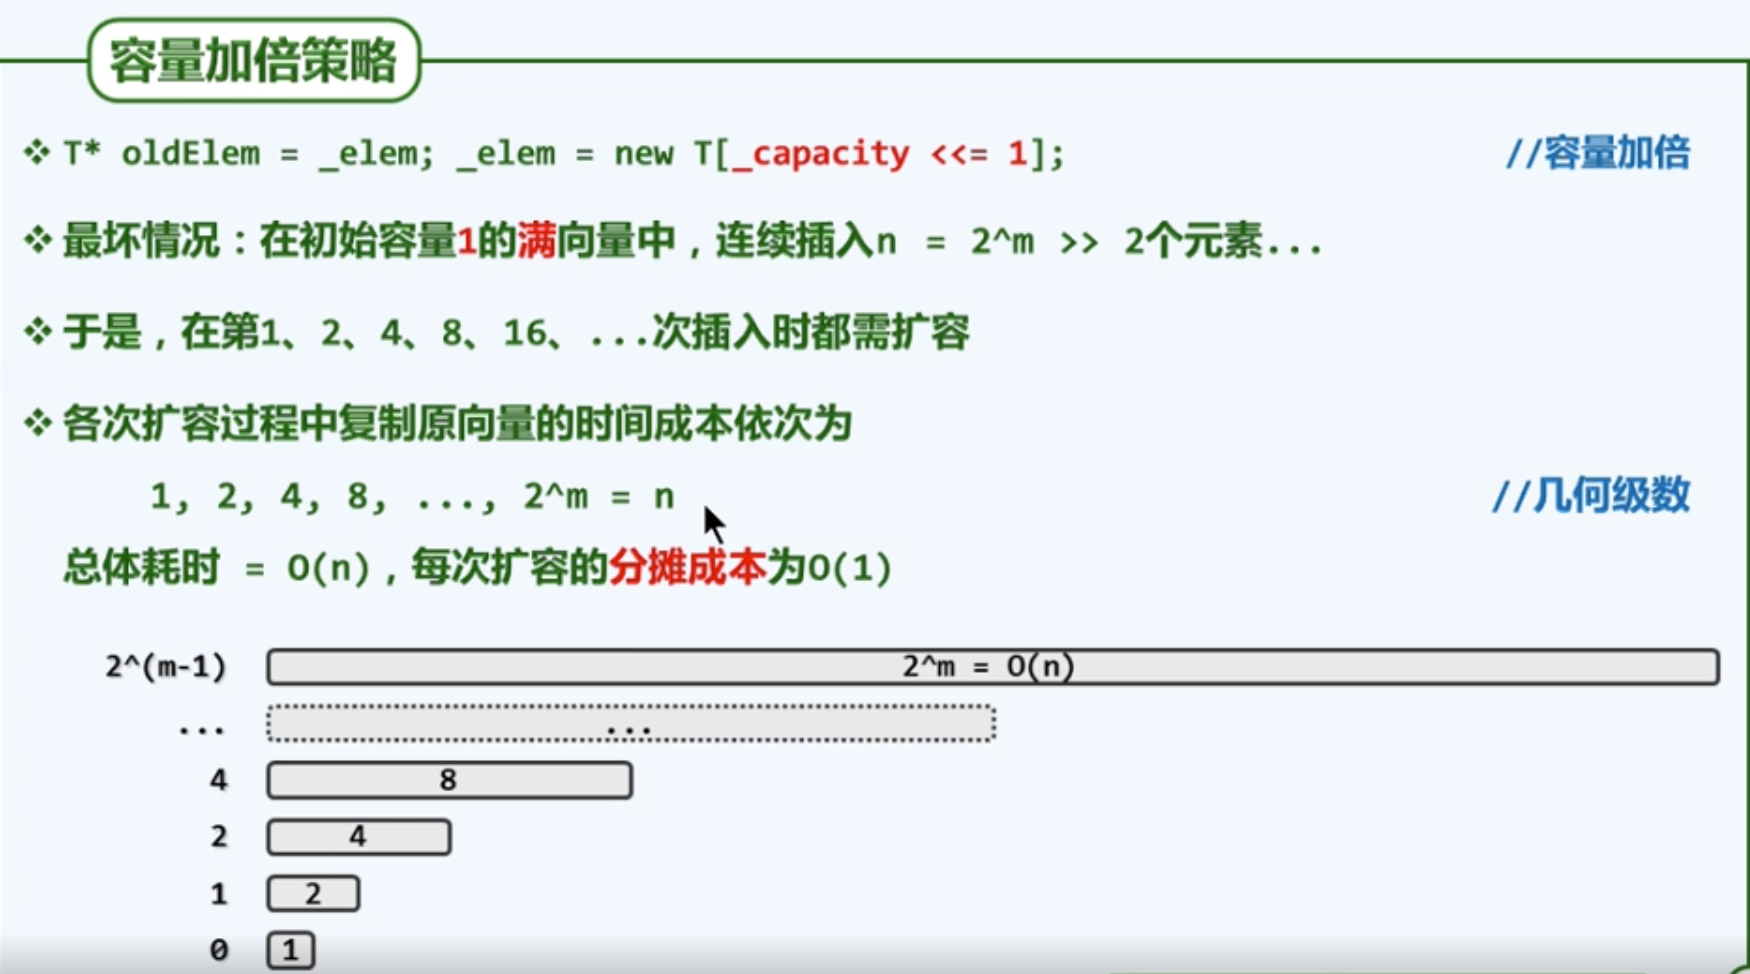 容量加倍策略
❖ T* oldElem = _elem; _elem = new T[_capacity <<= 1]; //容量加倍
❖ 最坏情况：在初始容量1的满向量中，连续插入n = 2^m >> 2个元素...
❖ 于是，在第1、2、4、8、16、...次插入时都需扩容
❖ 各次扩容过程中复制原向量的时间成本依次为
1, 2, 4, 8, ..., 2^m = n //几何级数
总体耗时 = O(n)，每次扩容的分摊成本为O(1)
2^(m-1) 2^m = O(n)
... ...
4 8
2 4
1 2
0 1